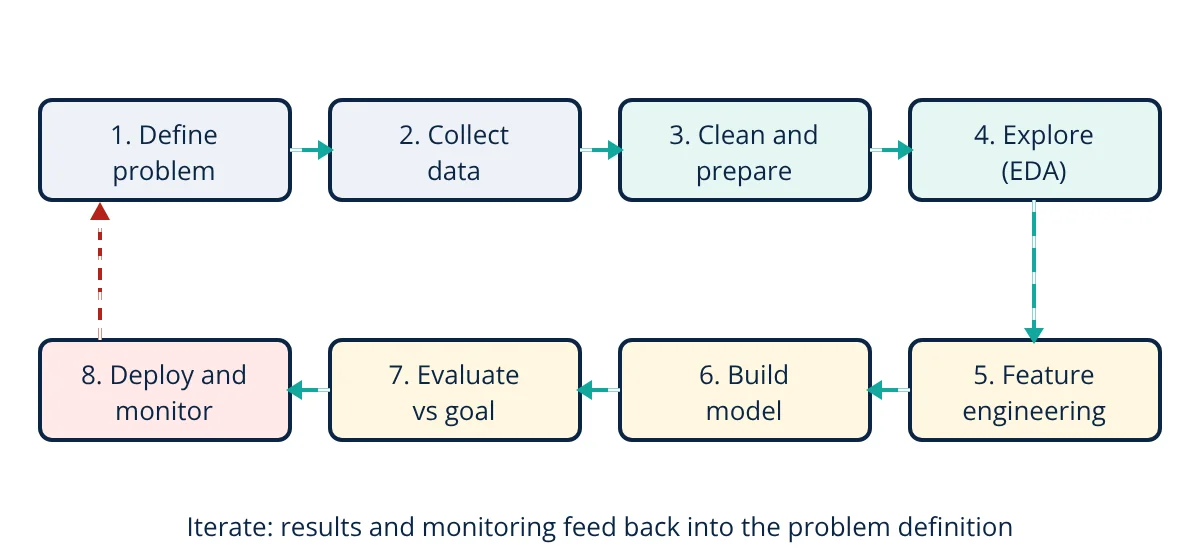 1. Define
problem
2. Collect
data
3. Clean and
prepare
4. Explore
(EDA)
5. Feature
engineering
6. Build
model
7. Evaluate
vs goal
8. Deploy and
monitor
Iterate: results and monitoring feed back into the problem definition